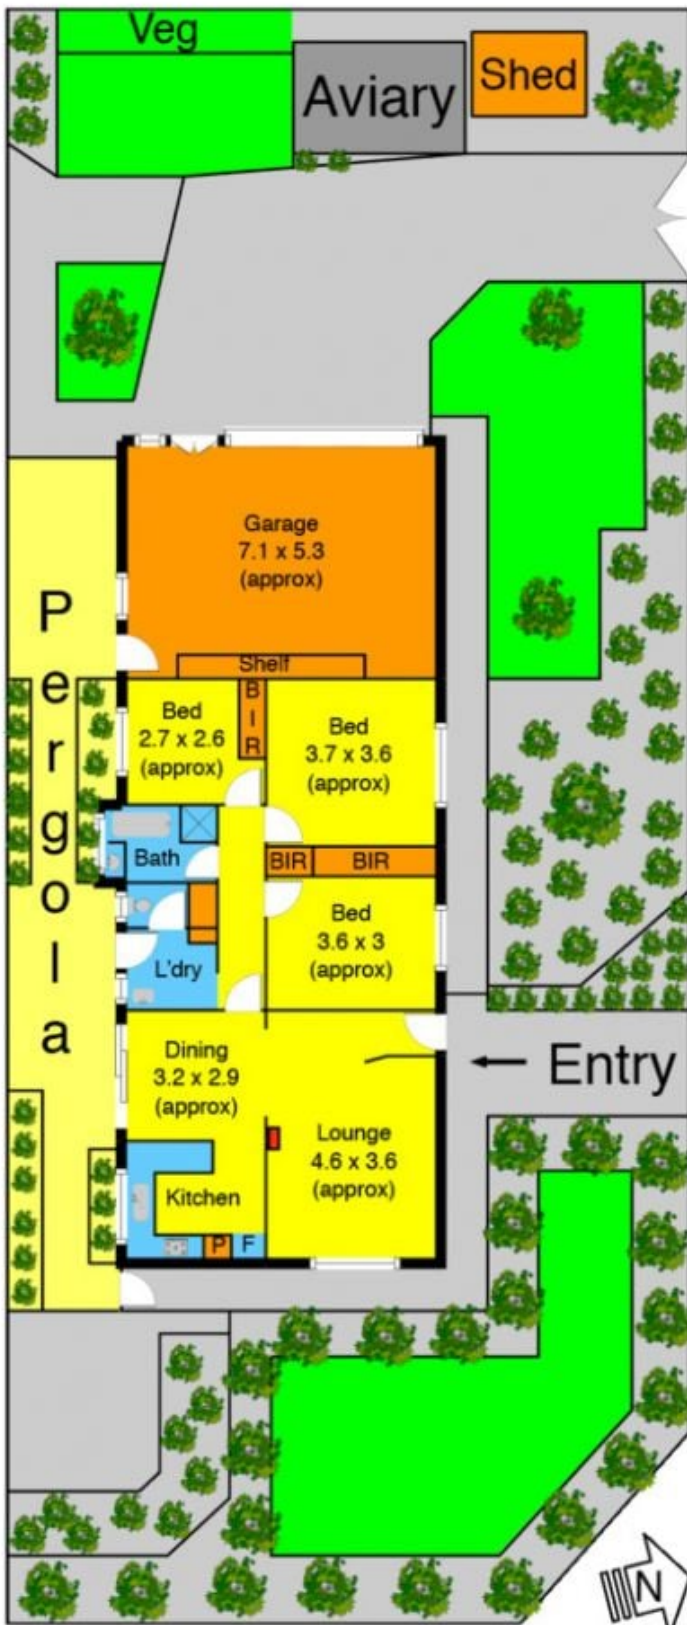 Veg
Aviary
Shed
Garage
7.1 x 5.3
(approx)
Shelf
Pergola
Bed
2.7 x 2.6
(approx)
BIR
Bed
3.7 x 3.6
(approx)
Bath
BIR
BIR
Bed
3.6 x 3
(approx)
L'dry
Dining
3.2 x 2.9
(approx)
Entry
Lounge
4.6 x 3.6
(approx)
Kitchen
P
F
N